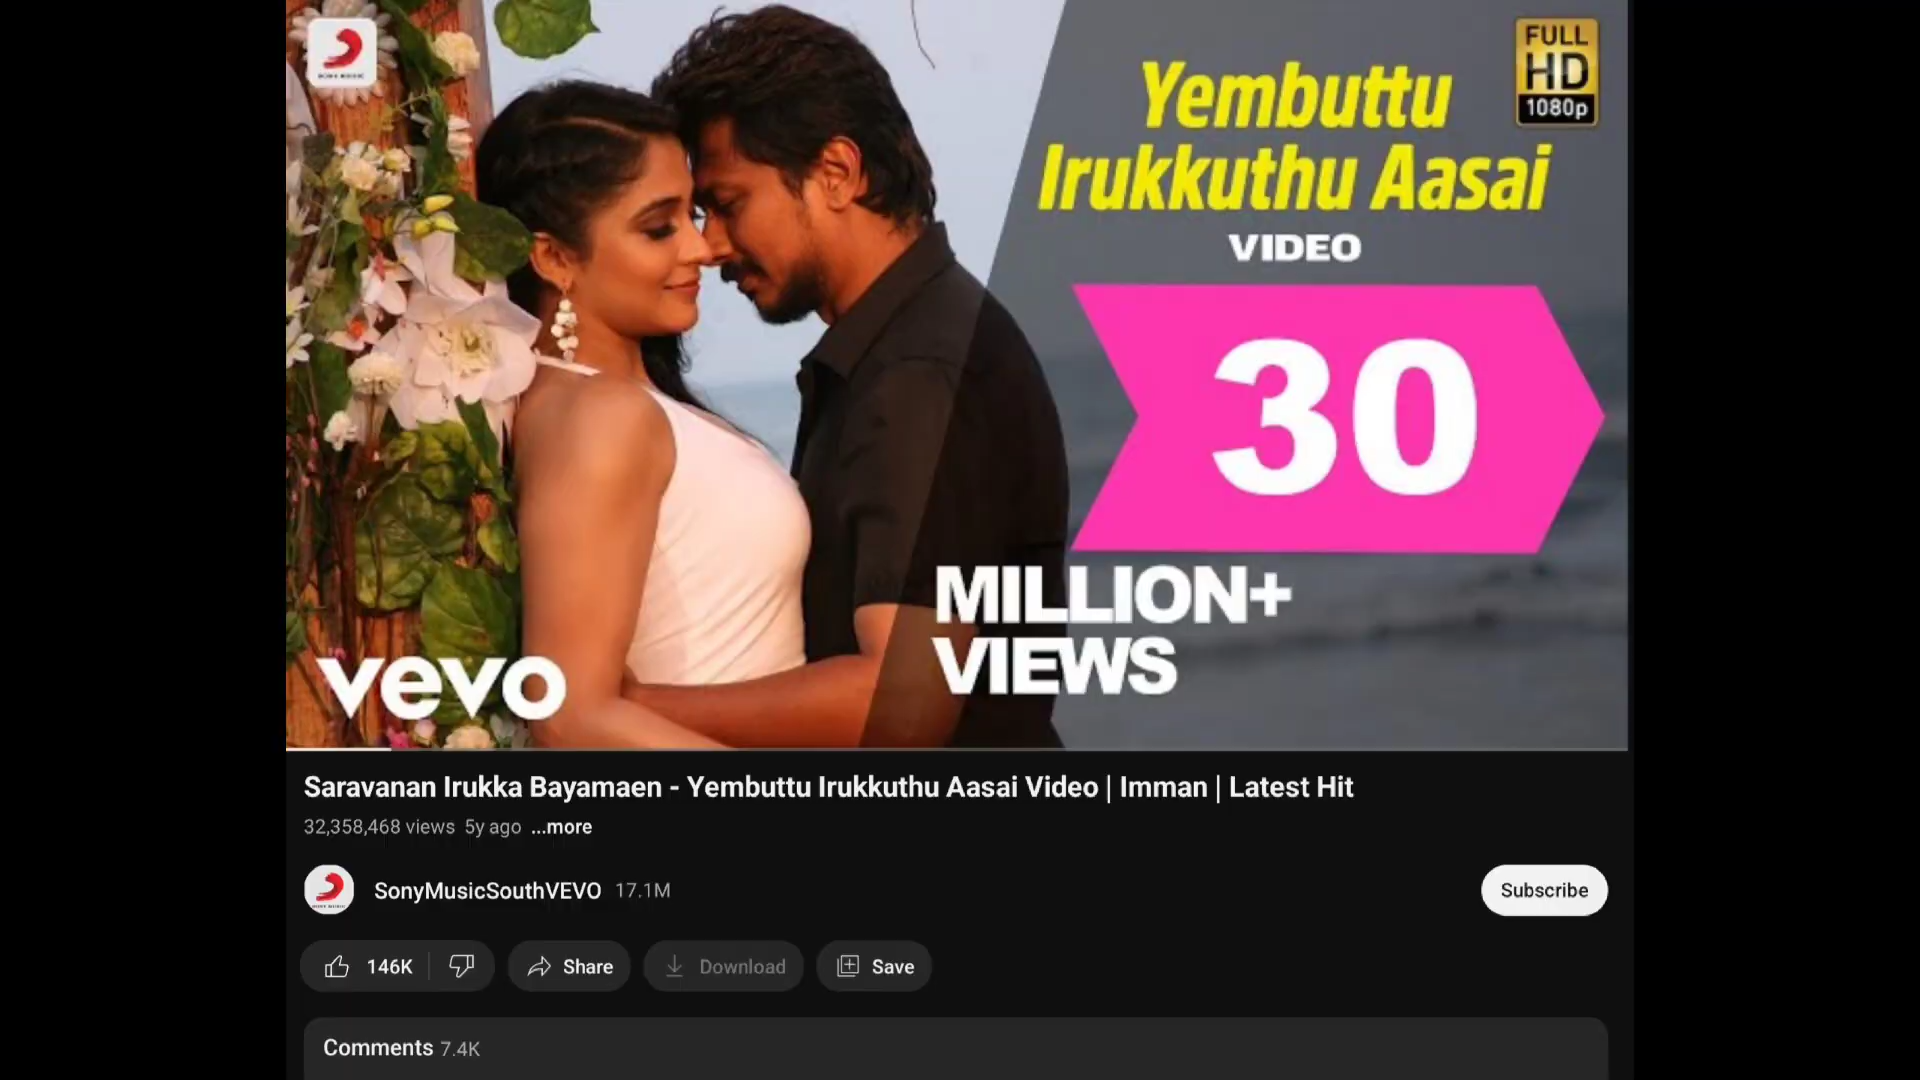 SONY MUSIC
FULL
HD
1080p
Yembuttu
Irukkuthu Aasai
VIDEO
30
MILLION+
VIEWS
vevo
Saravanan Irukka Bayamaen - Yembuttu Irukkuthu Aasai Video | Imman | Latest Hit
32,358,468 views 5y ago ...more
SonyMusicSouthVEVO 17.1M
Subscribe
146K Share Download Save
Comments 7.4K